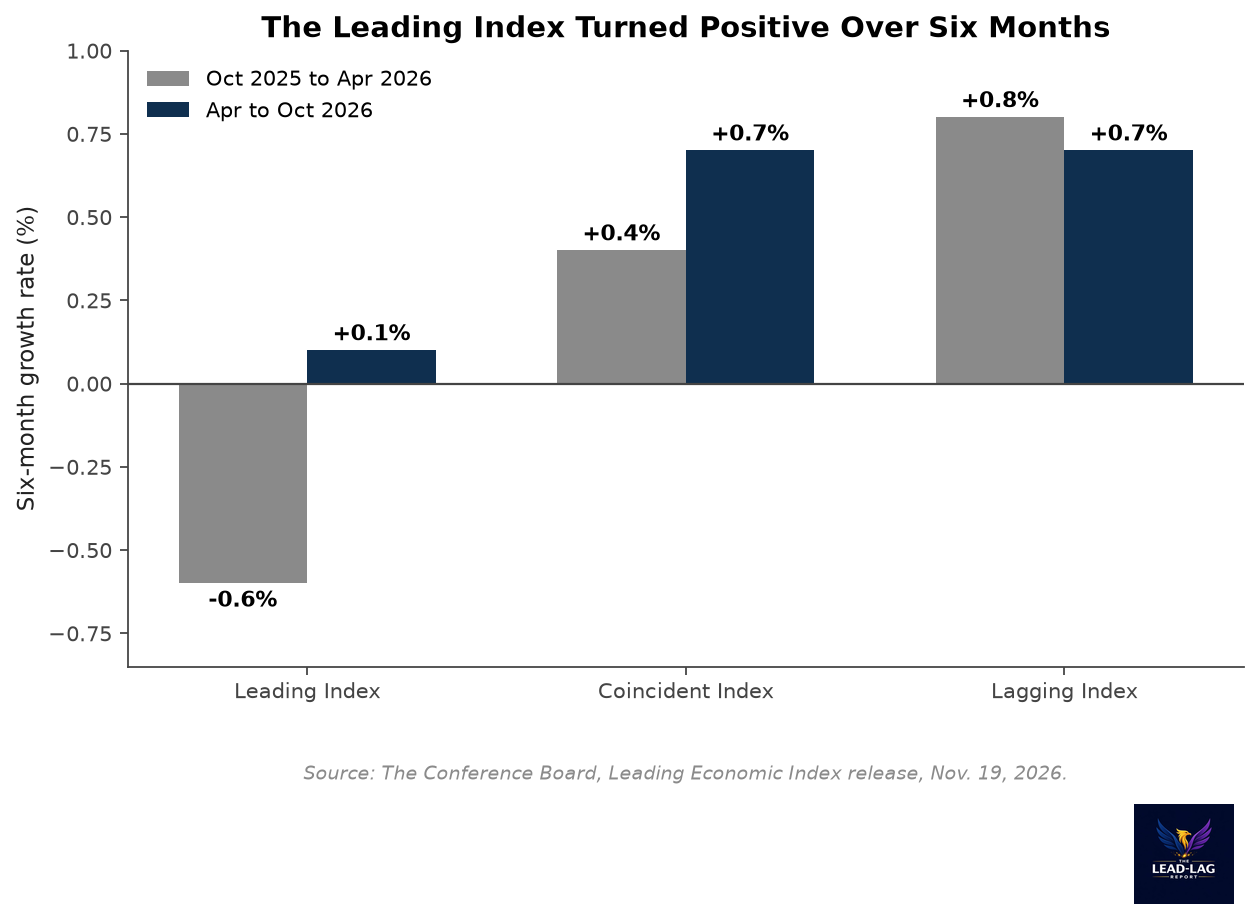 The Leading Index Turned Positive Over Six Months
Oct 2025 to Apr 2026
Apr to Oct 2026
Six-month growth rate (%)
1.00
0.75
0.50
0.25
0.00
−0.25
−0.50
−0.75
-0.6%
+0.1%
+0.4%
+0.7%
+0.8%
+0.7%
Leading Index
Coincident Index
Lagging Index
Source: The Conference Board, Leading Economic Index release, Nov. 19, 2026.
THE
LEAD-LAG
REPORT